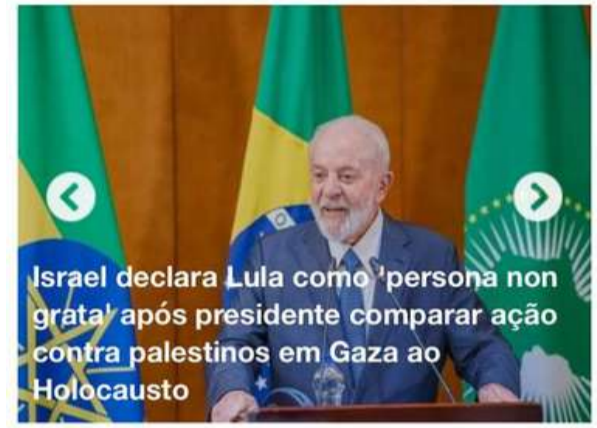 Israel declara Lula como 'persona non
grata' após presidente comparar ação
contra palestinos em Gaza ao
Holocausto